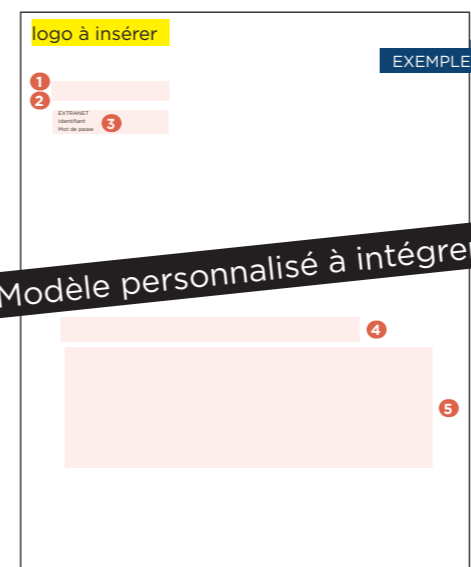 logo à insérer
EXEMPLE
1
2
EXTRANET
Identifiant
Mot de passe
3
Modèle personnalisé à intégrer
4
5